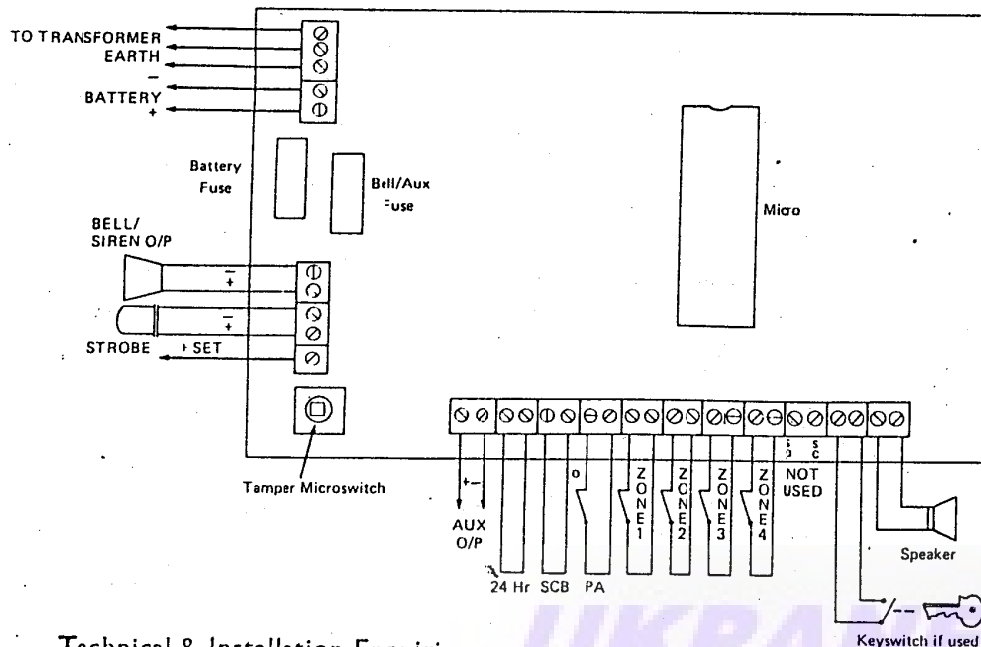 TO TRANSFORMER
EARTH
−
BATTERY
+
Battery
Fuse
Bell/Aux
Fuse
Micro
BELL/
SIREN O/P
−
+
−
+
STROBE
+ SET
Tamper Microswitch
+−
AUX
O/P
24 Hr
SCB
PA
ZONE 1
ZONE 2
ZONE 3
ZONE 4
S
C
NOT
USED
Speaker
Keyswitch if used
Technical & Installation